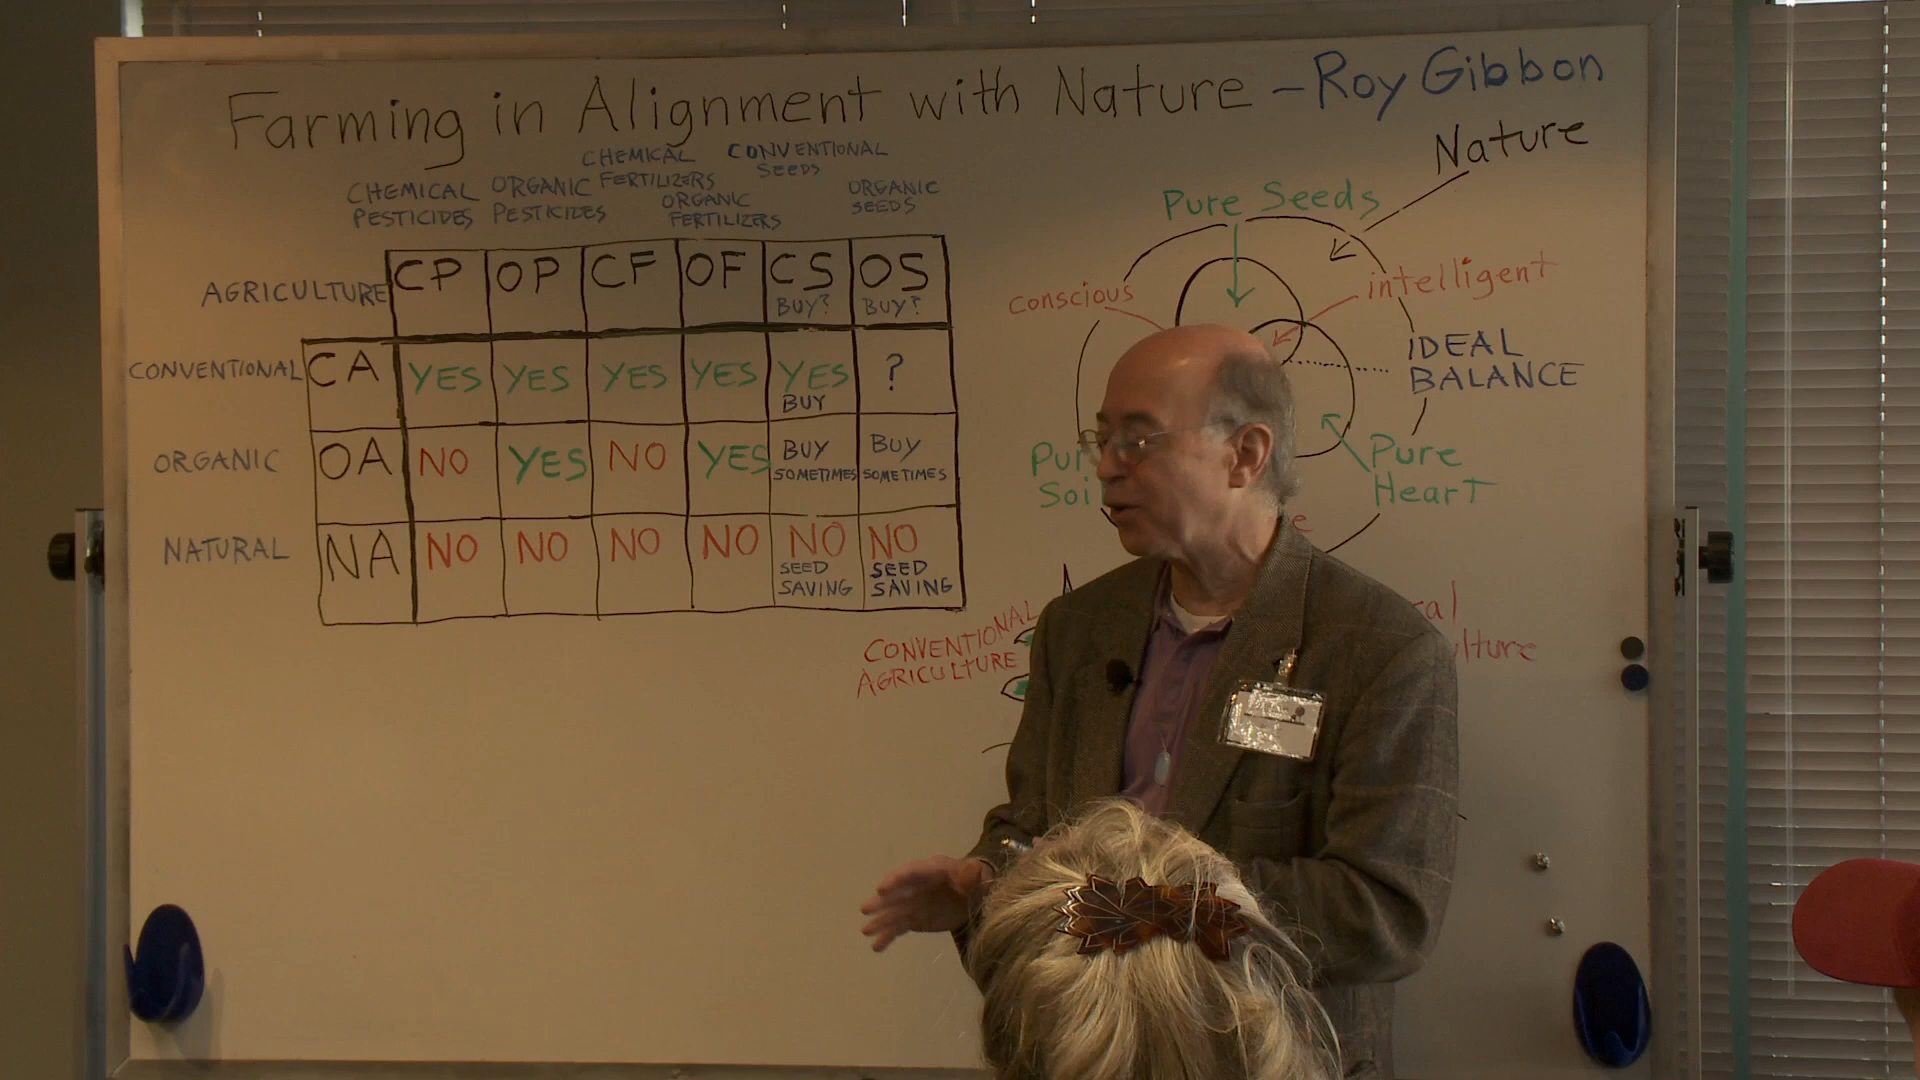 Farming in Alignment with Nature - Roy Gibbon
CHEMICAL PESTICIDES
ORGANIC PESTICIDES
CHEMICAL FERTILIZERS
ORGANIC FERTILIZERS
CONVENTIONAL SEEDS
ORGANIC SEEDS
AGRICULTURE CP OP CF OF CS OS
BUY? BUY?
CONVENTIONAL CA YES YES YES YES YES ?
BUY
ORGANIC OA NO YES NO YES BUY BUY
SOMETIMES SOMETIMES
NATURAL NA NO NO NO NO NO NO
SEED SEED
SAVING SAVING
Nature
Pure Seeds
conscious
intelligent
IDEAL
BALANCE
Pure
Heart
CONVENTIONAL
AGRICULTURE